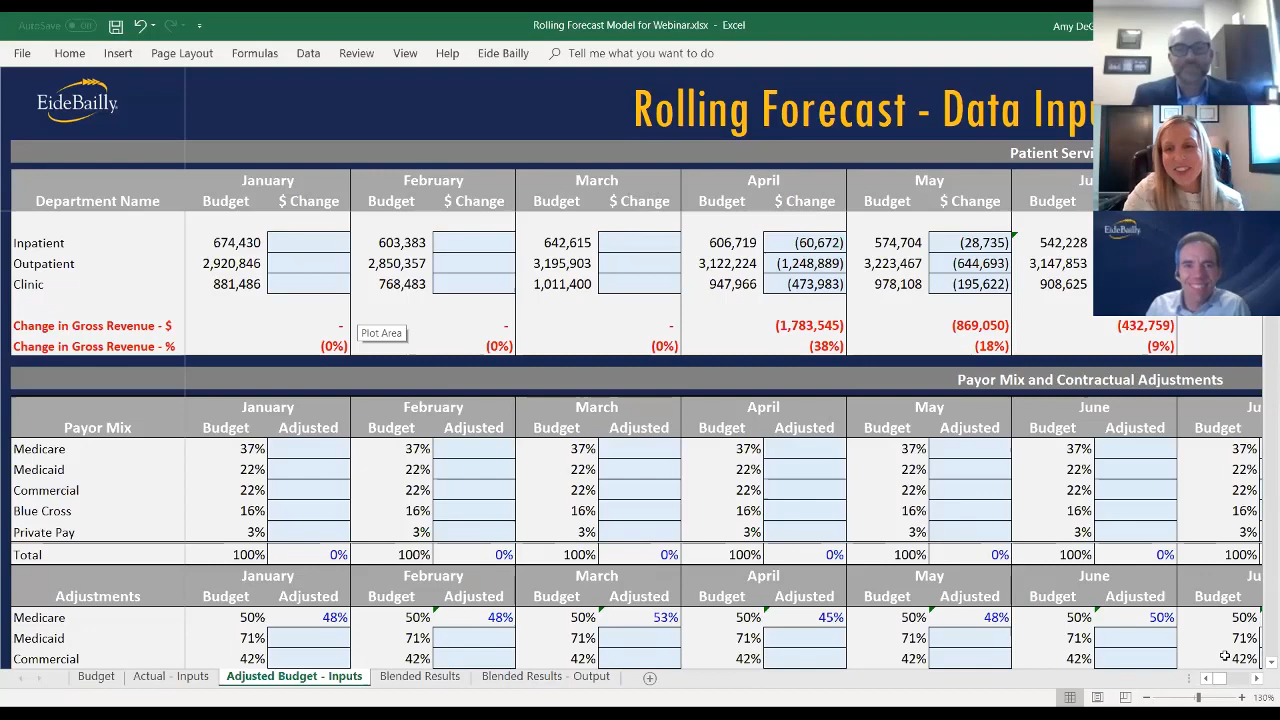 AutoSave Off
Rolling Forecast Model for Webinar.xlsx - Excel
Amy DeG
File Home Insert Page Layout Formulas Data Review View Help Eide Bailly Tell me what you want to do
EideBailly
Rolling Forecast - Data Inp
Patient Servi
January February March April May Ju
Department Name Budget $ Change Budget $ Change Budget $ Change Budget $ Change Budget $ Change Budget
Inpatient 674,430 603,383 642,615 606,719 (60,672) 574,704 (28,735) 542,228
Outpatient 2,920,846 2,850,357 3,195,903 3,122,224 (1,248,889) 3,223,467 (644,693) 3,147,853
Clinic 881,486 768,483 1,011,400 947,966 (473,983) 978,108 (195,622) 908,625
Change in Gross Revenue - $ - - - (1,783,545) (869,050) (432,759)
Plot Area
Change in Gross Revenue - % (0%) (0%) (0%) (38%) (18%) (9%)
Payor Mix and Contractual Adjustments
January February March April May June Ju
Payor Mix Budget Adjusted Budget Adjusted Budget Adjusted Budget Adjusted Budget Adjusted Budget Adjusted Budget
Medicare 37% 37% 37% 37% 37% 37% 37%
Medicaid 22% 22% 22% 22% 22% 22% 22%
Commercial 22% 22% 22% 22% 22% 22% 22%
Blue Cross 16% 16% 16% 16% 16% 16% 16%
Private Pay 3% 3% 3% 3% 3% 3% 3%
Total 100% 0% 100% 0% 100% 0% 100% 0% 100% 0% 100% 0% 100%
January February March April May June Ju
Adjustments Budget Adjusted Budget Adjusted Budget Adjusted Budget Adjusted Budget Adjusted Budget Adjusted Budget
Medicare 50% 48% 50% 48% 50% 53% 50% 45% 50% 48% 50% 50% 50%
Medicaid 71% 71% 71% 71% 71% 71% 71%
Commercial 42% 42% 42% 42% 42% 42% 42%
Budget Actual - Inputs Adjusted Budget - Inputs Blended Results Blended Results - Output
130%
EideBailly